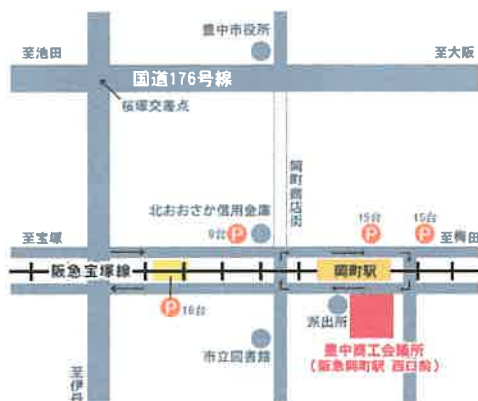 豊中市役所
至池田
至大阪
国道176号線
桜塚交差点
岡町商店街
北おおさか信用金庫
9台
P
15台
P
15台
P
至宝塚
至梅田
阪急宝塚線
岡町駅
P
16台
派出所
市立図書館
豊中商工会議所
(阪急岡町駅 西口前)
至伊丹